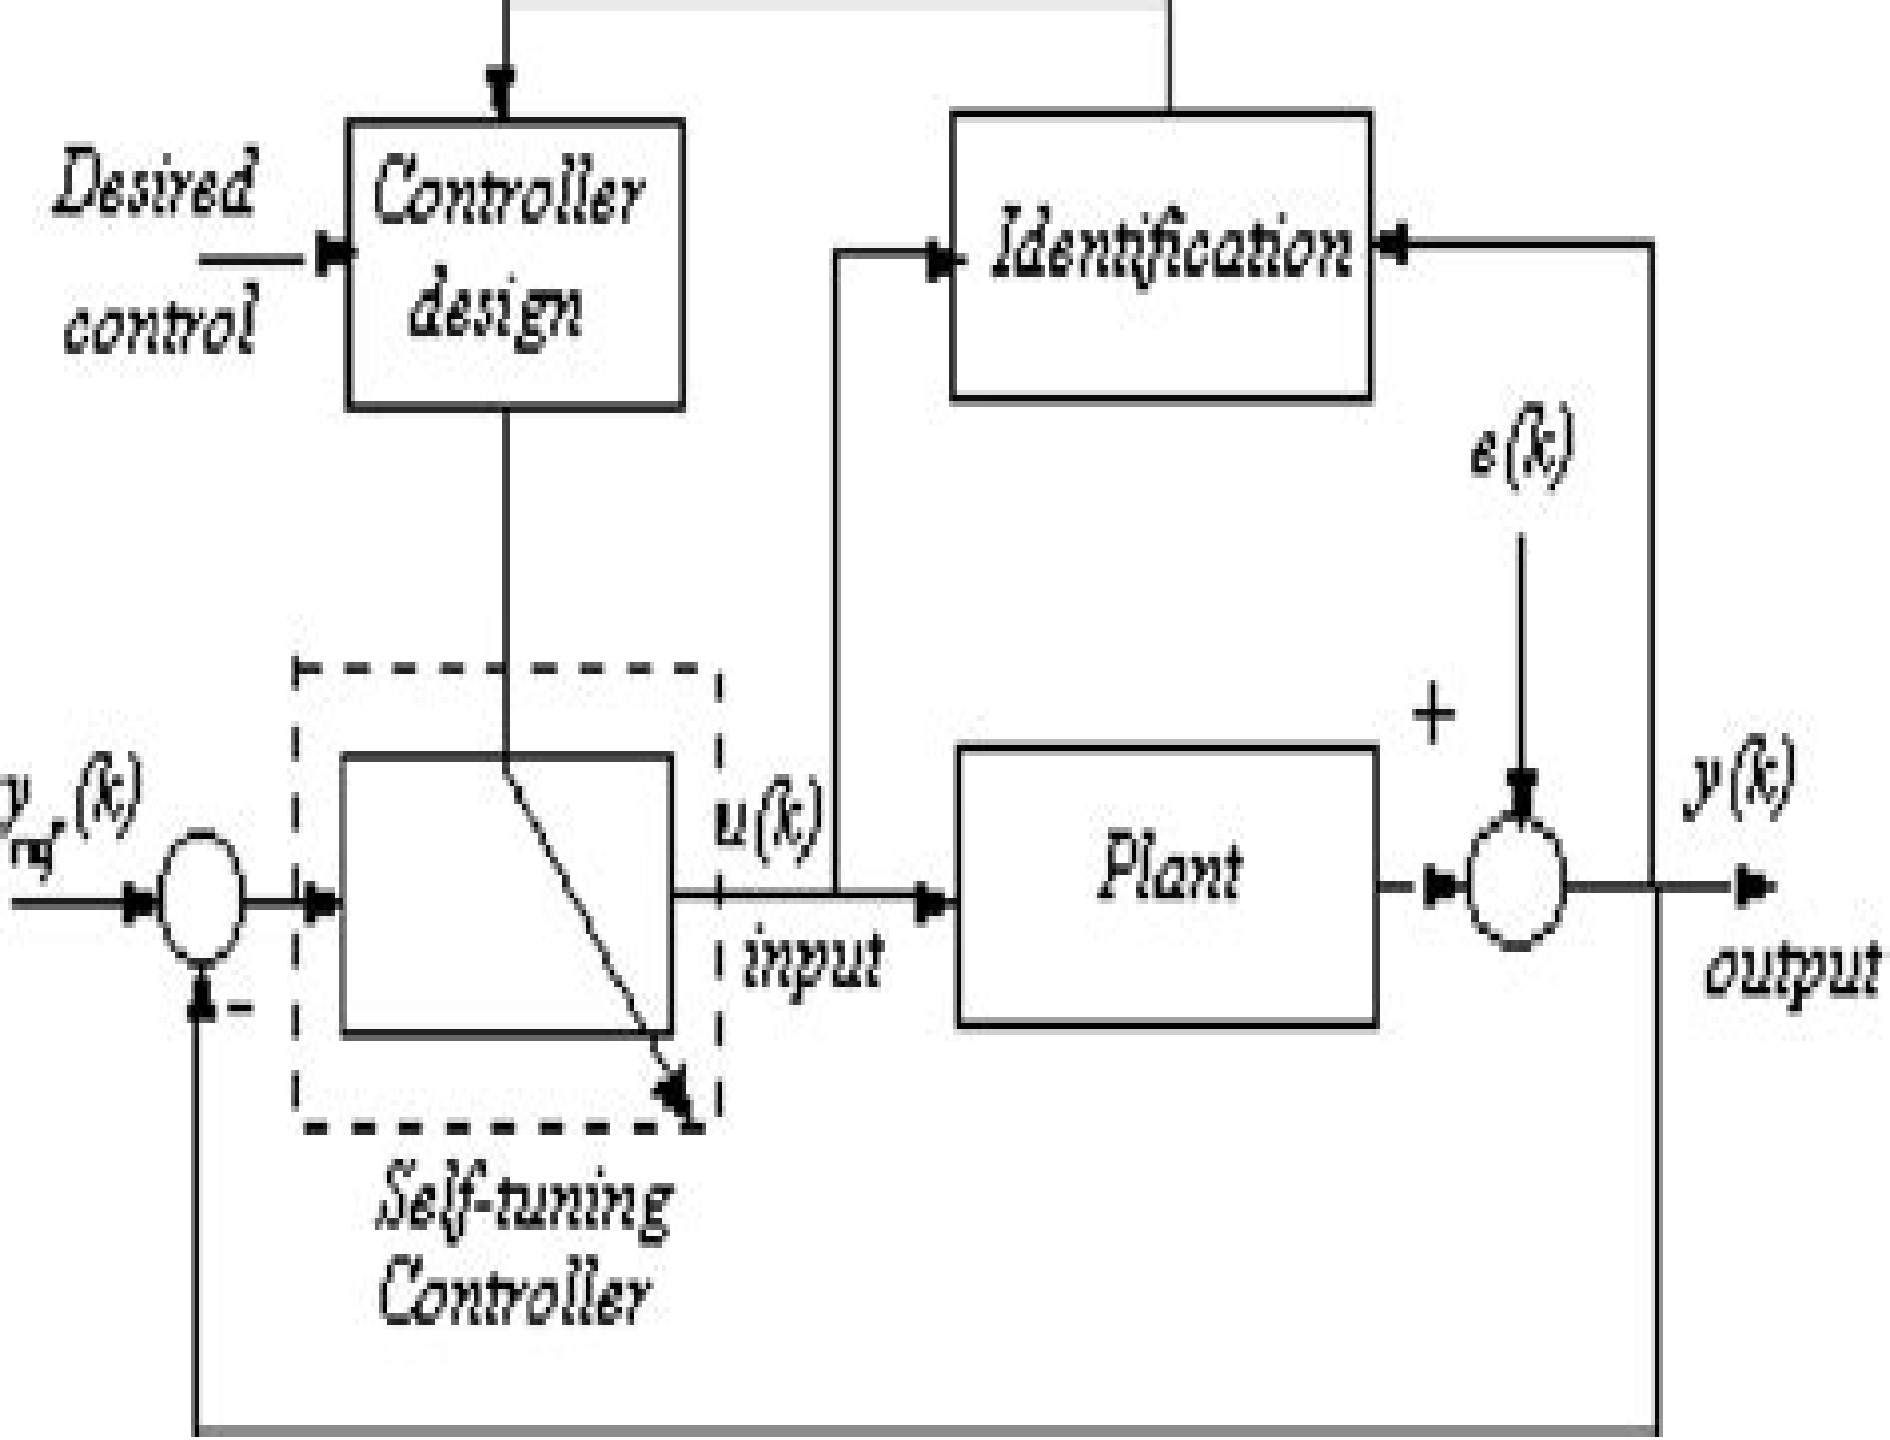 Desired
control
Controller
design
Identification
e(k)
+
y (k)
u(k)
Plant
y(k)
input
output
-
Self-tuning
Controller